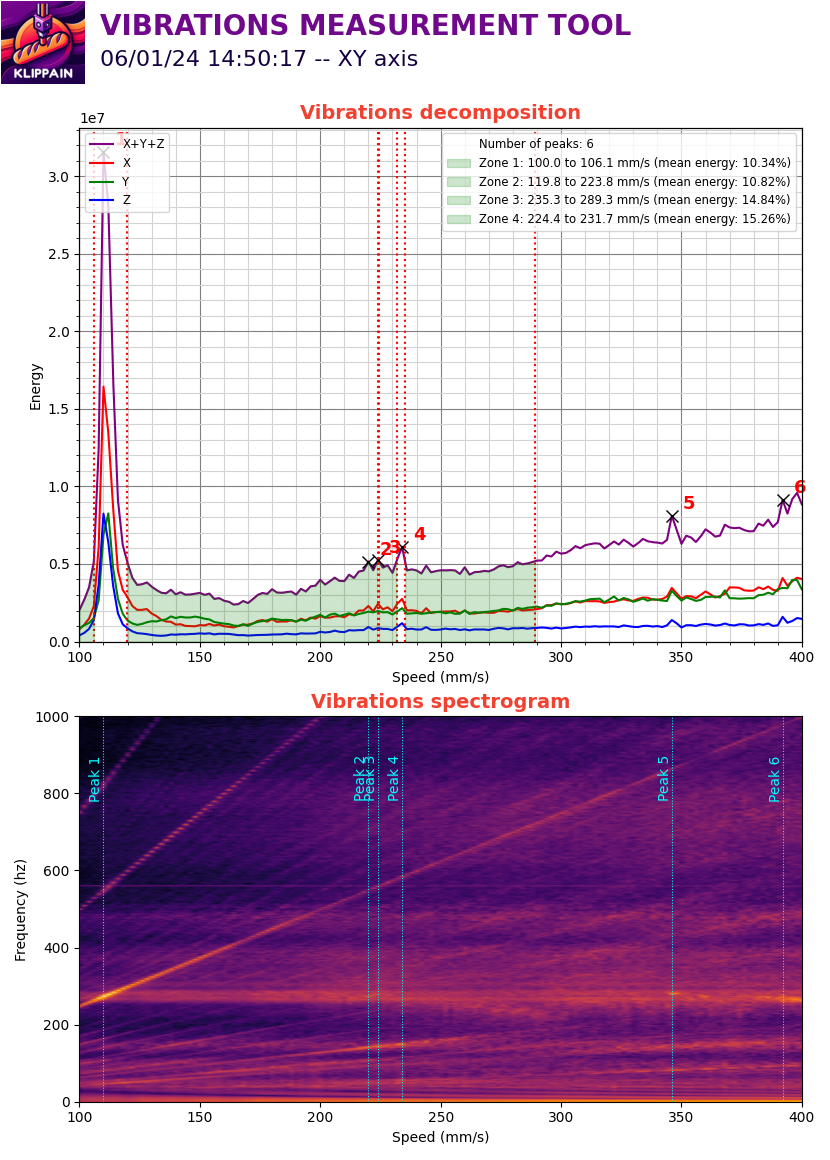 VIBRATIONS MEASUREMENT TOOL
06/01/24 14:50:17 -- XY axis
KLIPPAIN
Vibrations decomposition
1e7
X+Y+Z
X
Y
Z
Number of peaks: 6
Zone 1: 100.0 to 106.1 mm/s (mean energy: 10.34%)
Zone 2: 119.8 to 223.8 mm/s (mean energy: 10.82%)
Zone 3: 235.3 to 289.3 mm/s (mean energy: 14.84%)
Zone 4: 224.4 to 231.7 mm/s (mean energy: 15.26%)
1
2
3
4
5
6
3.0
2.5
2.0
1.5
1.0
0.5
0.0
Energy
100 150 200 250 300 350 400
Speed (mm/s)
Vibrations spectrogram
1000
800
600
400
200
0
Frequency (hz)
Peak 1
Peak 2
Peak 3
Peak 4
Peak 5
Peak 6
100 150 200 250 300 350 400
Speed (mm/s)